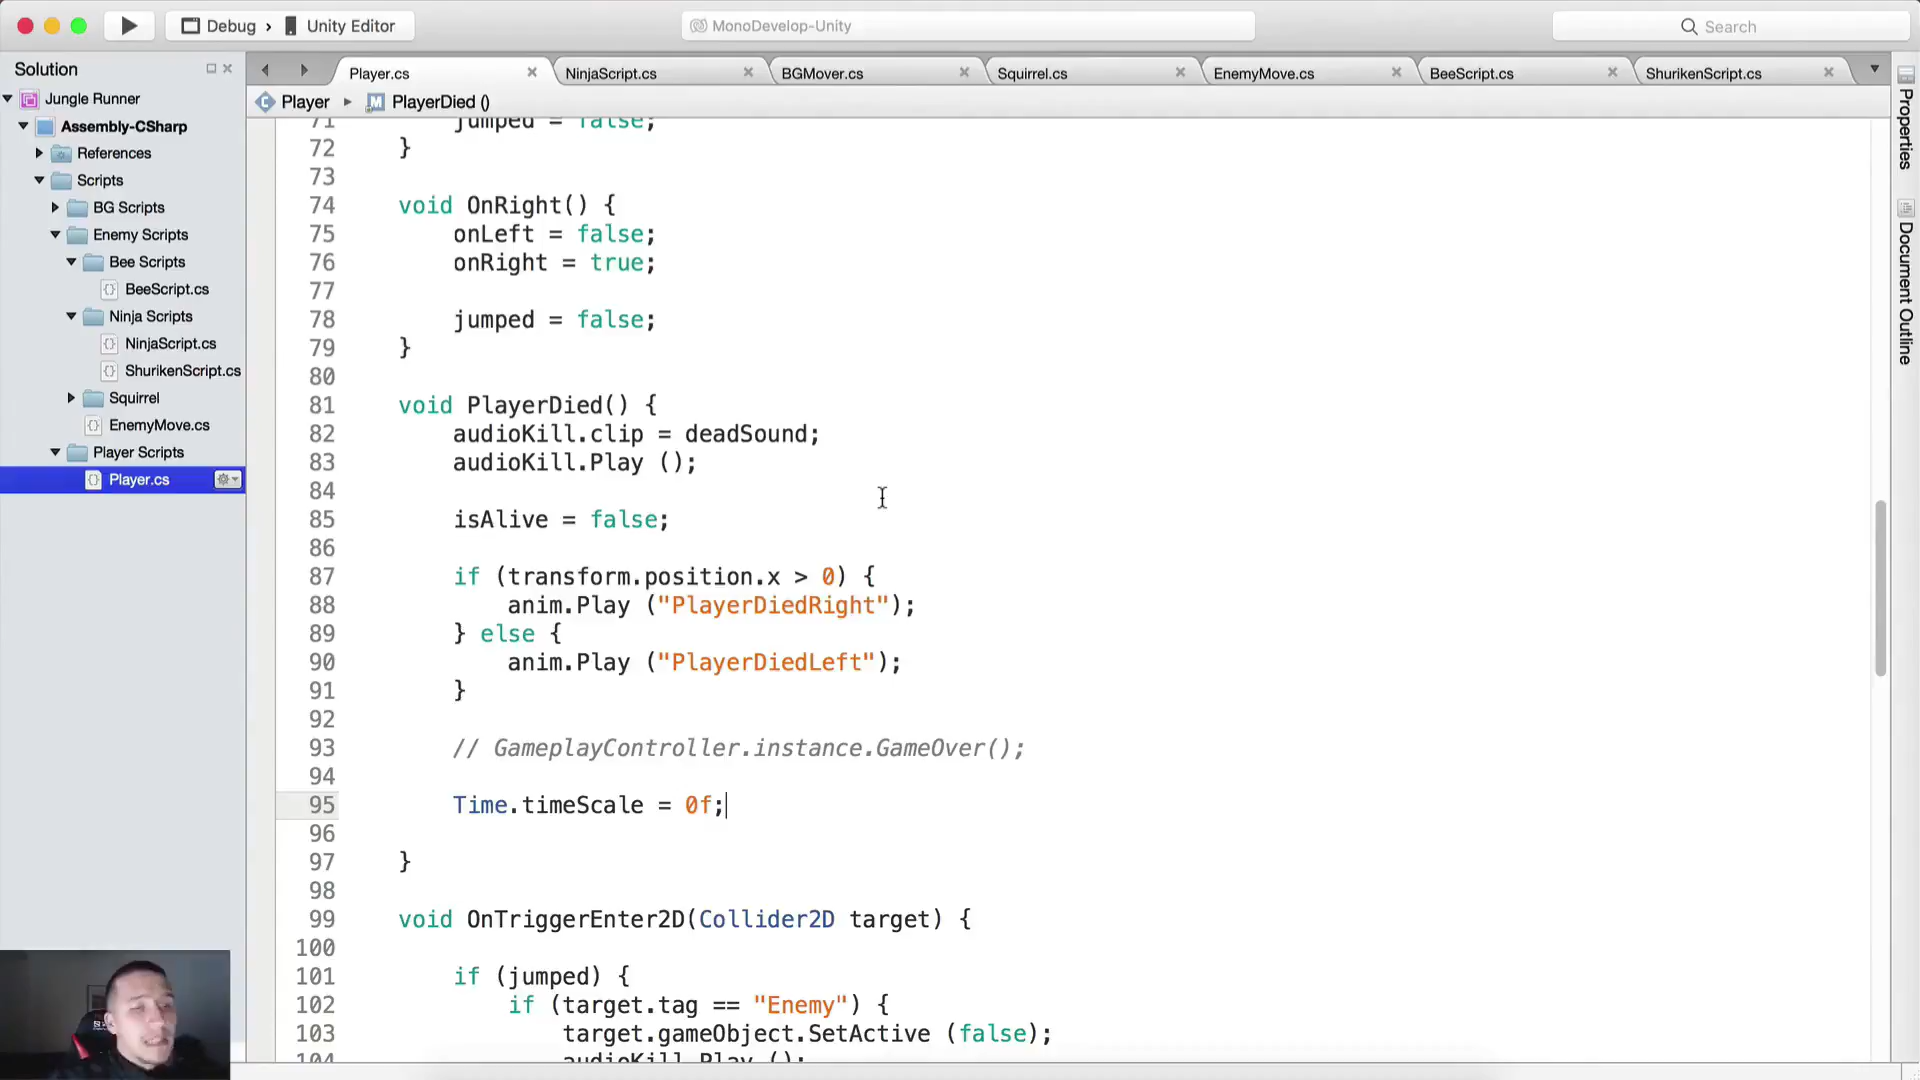 Debug › Unity Editor
MonoDevelop-Unity
Search
Solution
Player.cs
NinjaScript.cs
BGMover.cs
Squirrel.cs
EnemyMove.cs
BeeScript.cs
ShurikenScript.cs
Player ▸ PlayerDied ()
Jungle Runner
Assembly-CSharp
References
Scripts
BG Scripts
Enemy Scripts
Bee Scripts
BeeScript.cs
Ninja Scripts
NinjaScript.cs
ShurikenScript.cs
Squirrel
EnemyMove.cs
Player Scripts
Player.cs
71 jumped = false;
72 }
73
74 void OnRight() {
75 onLeft = false;
76 onRight = true;
77
78 jumped = false;
79 }
80
81 void PlayerDied() {
82 audioKill.clip = deadSound;
83 audioKill.Play ();
84
85 isAlive = false;
86
87 if (transform.position.x > 0) {
88 anim.Play ("PlayerDiedRight");
89 } else {
90 anim.Play ("PlayerDiedLeft");
91 }
92
93 // GameplayController.instance.GameOver();
94
95 Time.timeScale = 0f;
96
97 }
98
99 void OnTriggerEnter2D(Collider2D target) {
100
101 if (jumped) {
102 if (target.tag == "Enemy") {
103 target.gameObject.SetActive (false);
104 audioKill.Play ();
Properties
Document Outline